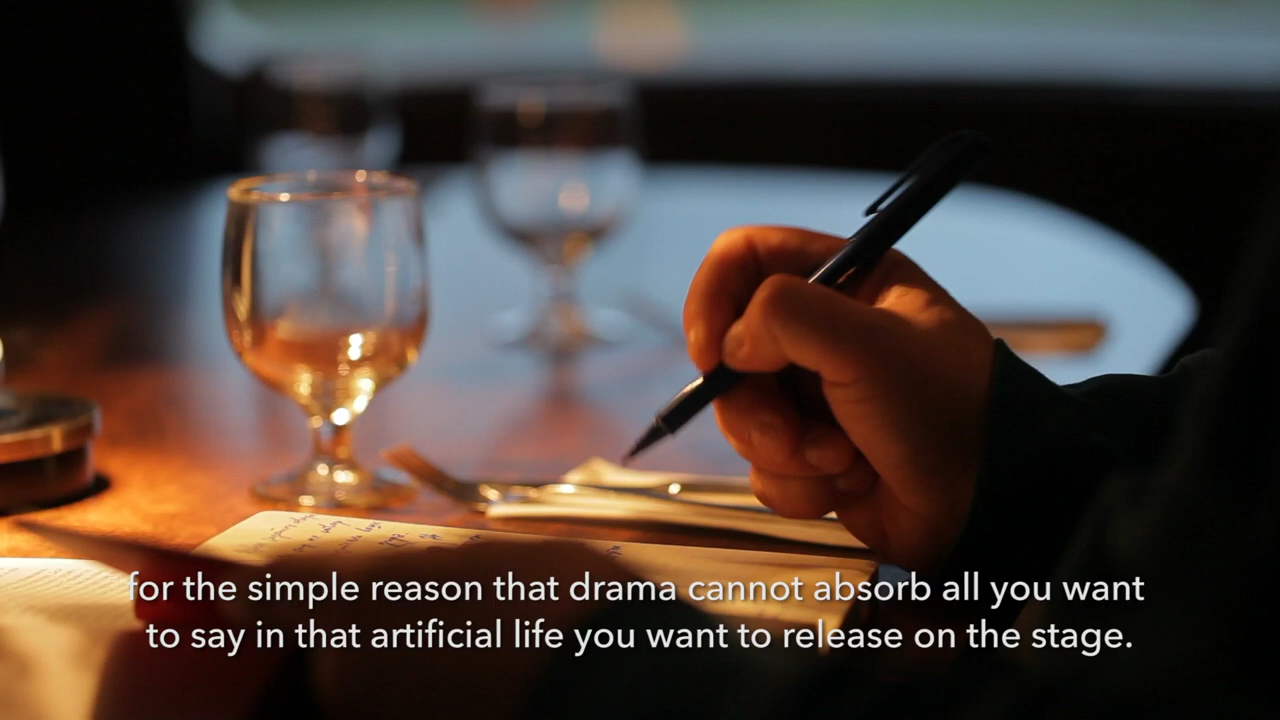 for the simple reason that drama cannot absorb all you want
to say in that artificial life you want to release on the stage.